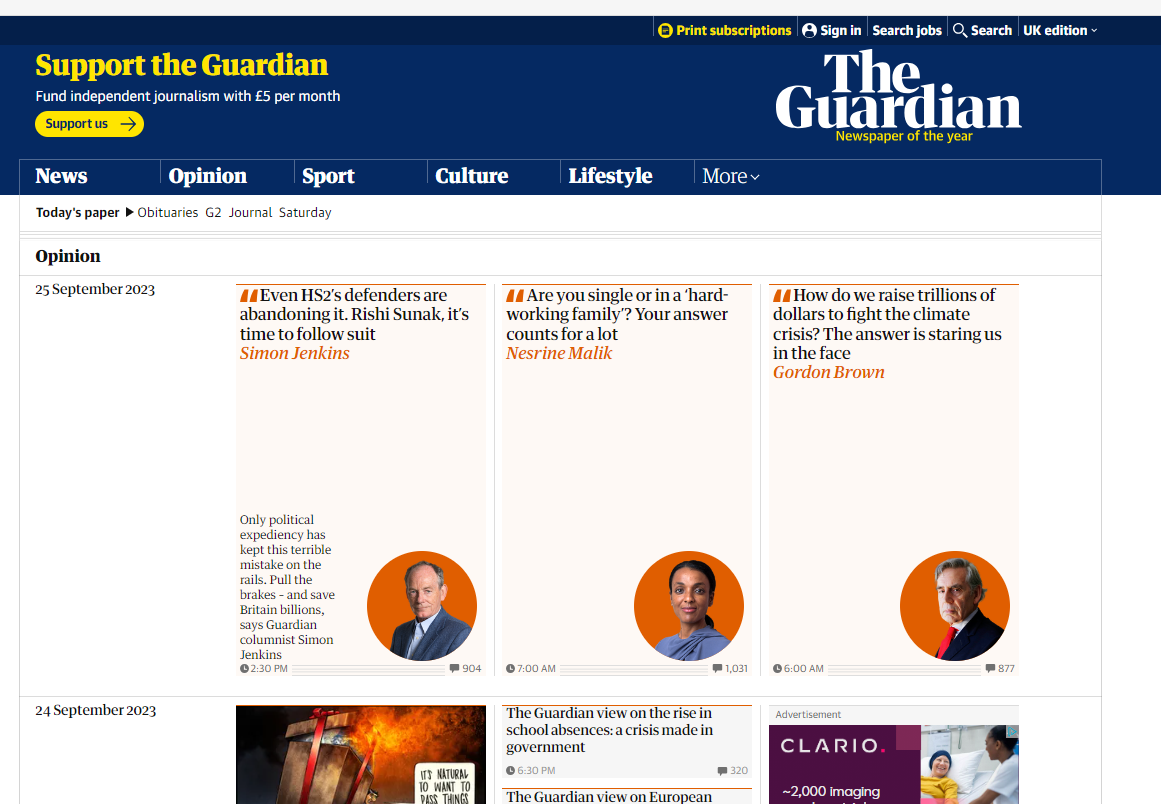 Print subscriptions
Sign in
Search jobs
Search
UK edition
Support the Guardian
Fund independent journalism with £5 per month
Support us
The
Guardian
Newspaper of the year
News
Opinion
Sport
Culture
Lifestyle
More
Today's paper
Obituaries
G2
Journal
Saturday
Opinion
25 September 2023
Even HS2's defenders are
abandoning it. Rishi Sunak, it's
time to follow suit
Simon Jenkins
Only political
expediency has
kept this terrible
mistake on the
rails. Pull the
brakes – and save
Britain billions,
says Guardian
columnist Simon
Jenkins
2:30 PM
904
Are you single or in a ‘hard-
working family’? Your answer
counts for a lot
Nesrine Malik
7:00 AM
1,031
How do we raise trillions of
dollars to fight the climate
crisis? The answer is staring us
in the face
Gordon Brown
6:00 AM
877
24 September 2023
IT'S NATURAL
TO WANT TO
PASS THINGS
The Guardian view on the rise in
school absences: a crisis made in
government
6:30 PM
320
The Guardian view on European
Advertisement
CLARIO.
~2,000 imaging